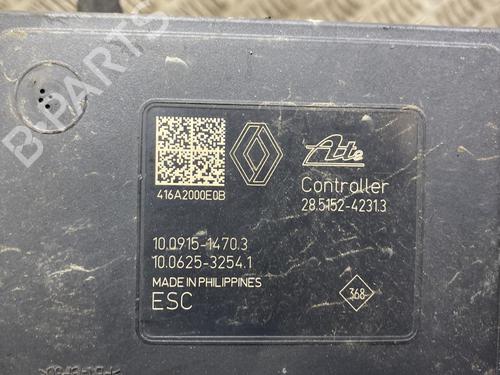 B-PARTS
Ate
Controller
28.5152-4231.3
416A2000E0B
10.0915-1470.3
10.0625-3254.1
MADE IN PHILIPPINES
ESC
368